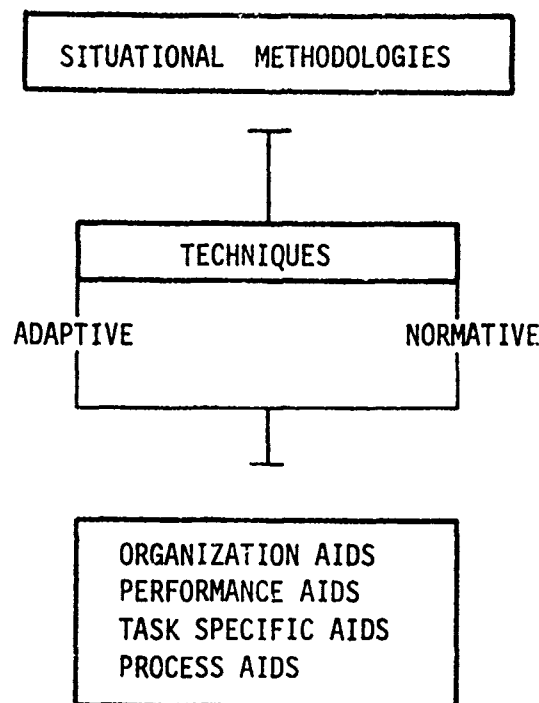 SITUATIONAL METHODOLOGIES
TECHNIQUES
ADAPTIVE NORMATIVE
ORGANIZATION AIDS
PERFORMANCE AIDS
TASK SPECIFIC AIDS
PROCESS AIDS